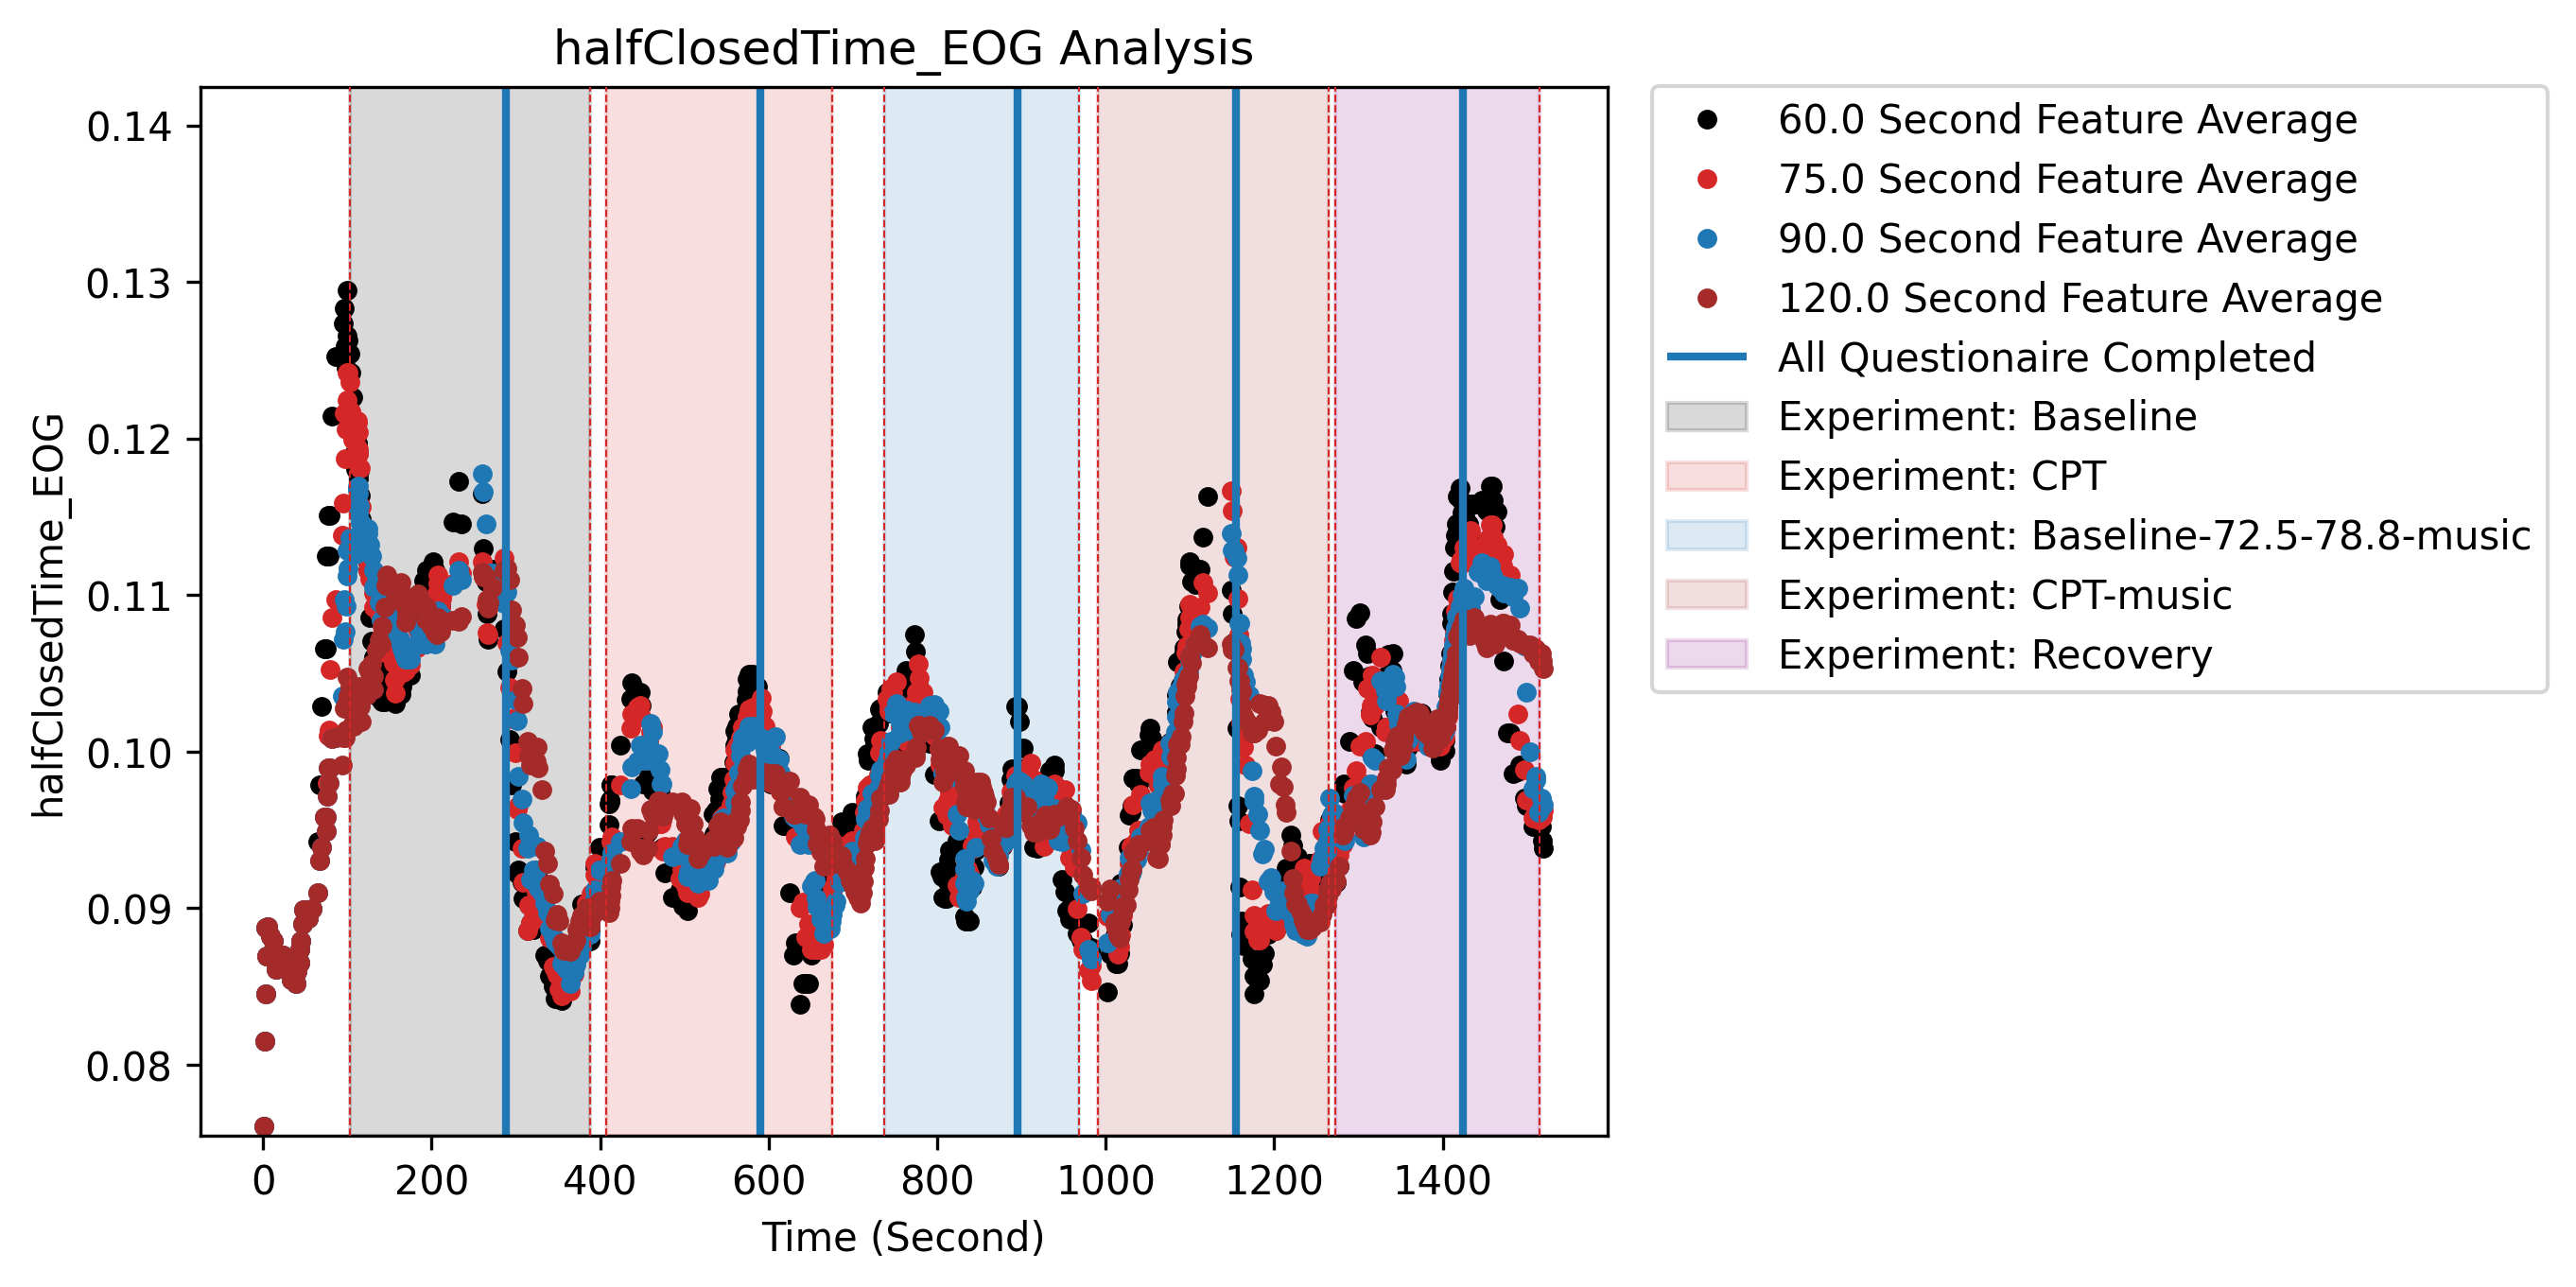 halfClosedTime_EOG Analysis
halfClosedTime_EOG
0.14
0.13
0.12
0.11
0.10
0.09
0.08
0
200
400
600
800
1000
1200
1400
Time (Second)
60.0 Second Feature Average
75.0 Second Feature Average
90.0 Second Feature Average
120.0 Second Feature Average
All Questionaire Completed
Experiment: Baseline
Experiment: CPT
Experiment: Baseline-72.5-78.8-music
Experiment: CPT-music
Experiment: Recovery